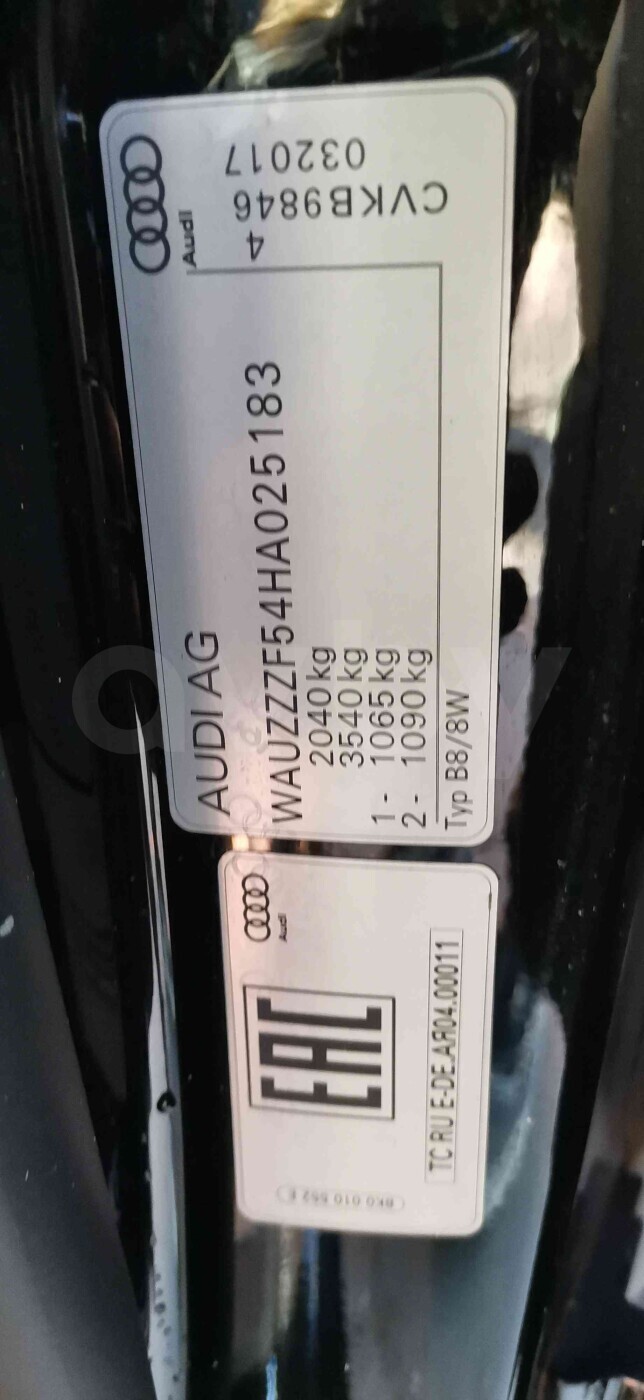 AUDI AG
WAUZZZF54HA025183
2040 kg
3540 kg
1 - 1065 kg
2 - 1090 kg
Typ B8/8W
Audi
4
CVKB9846
032017
Audi
EAC
TC RU E-DE.АЯ04.00011
8K0 010 552 E